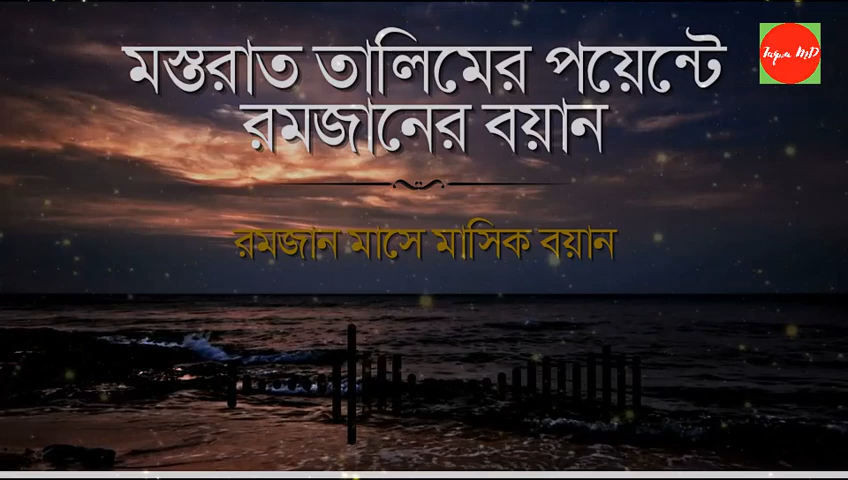 মস্তরাত তালিমের পয়েন্টে
রমজানের বয়ান
রমজান মাসে মাসিক বয়ান